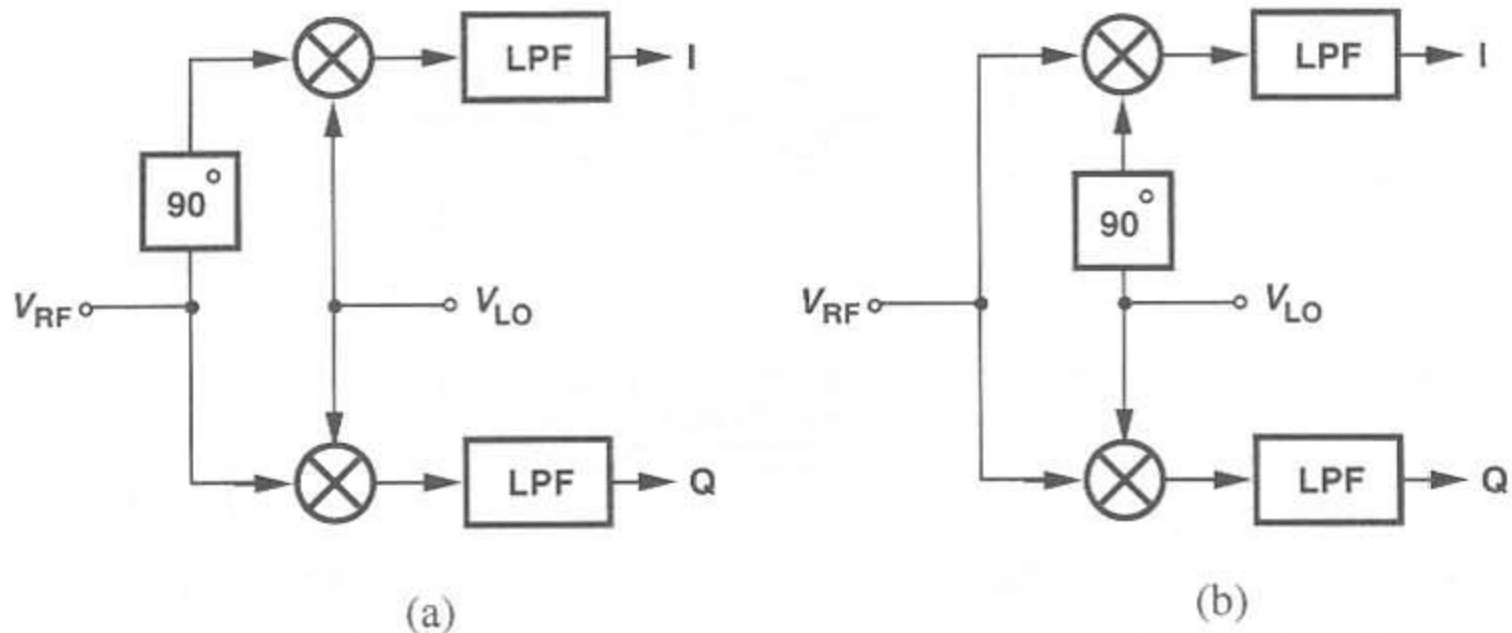 LPF
I
90°
V_RF
V_LO
LPF
Q
(a)
LPF
I
90°
V_RF
V_LO
LPF
Q
(b)